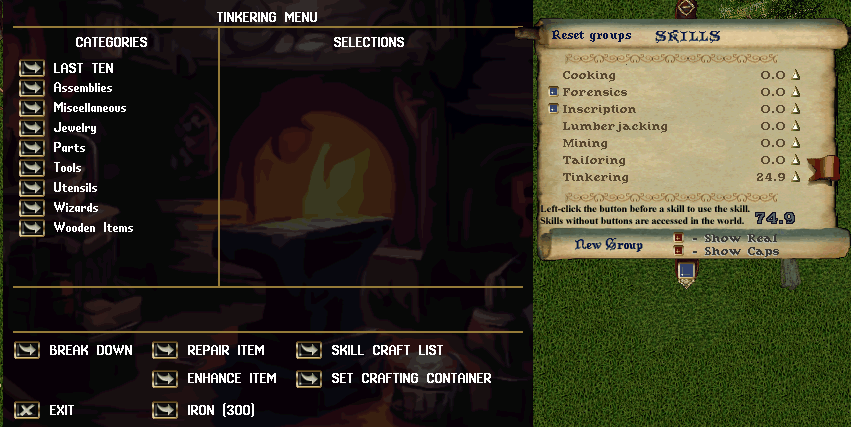 TINKERING MENU
CATEGORIES
SELECTIONS
LAST TEN
Assemblies
Miscellaneous
Jewelry
Parts
Tools
Utensils
Wizards
Wooden Items
BREAK DOWN
REPAIR ITEM
SKILL CRAFT LIST
ENHANCE ITEM
SET CRAFTING CONTAINER
EXIT
IRON (300)
Reset groups
SKILLS
Cooking 0.0
Forensics 0.0
Inscription 0.0
Lumberjacking 0.0
Mining 0.0
Tailoring 0.0
Tinkering 24.9
Left-click the button before a skill to use the skill.
Skills without buttons are accessed in the world.
74.9
New Group
- Show Real
- Show Caps